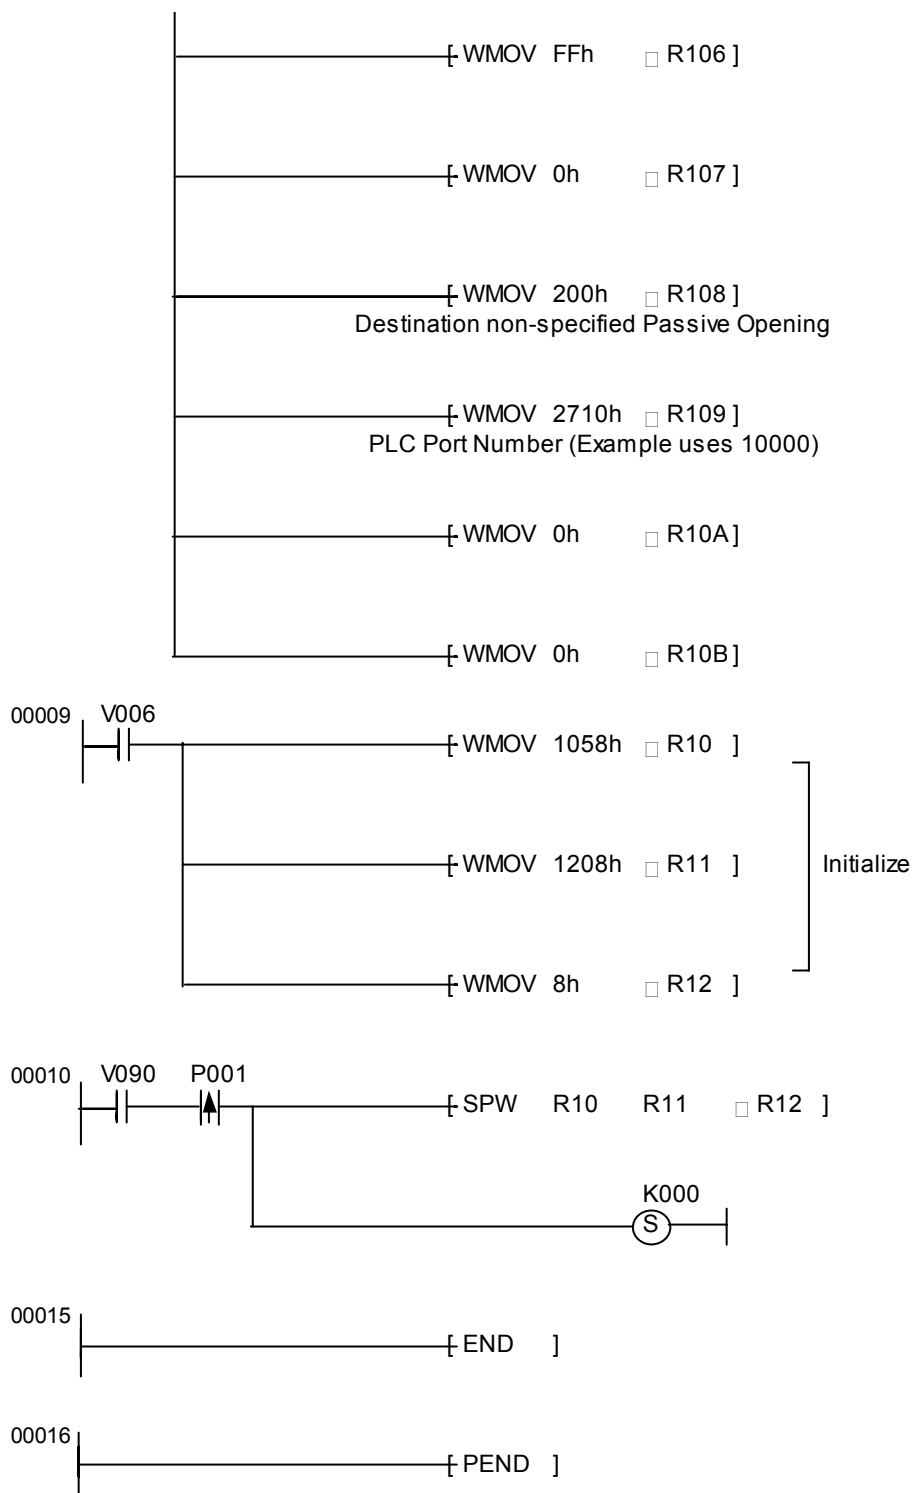 [ WMOV FFh □ R106 ]
[ WMOV 0h □ R107 ]
[ WMOV 200h □ R108 ]
Destination non-specified Passive Opening
[ WMOV 2710h □ R109 ]
PLC Port Number (Example uses 10000)
[ WMOV 0h □ R10A ]
[ WMOV 0h □ R10B ]
00009 V006
[ WMOV 1058h □ R10 ]
[ WMOV 1208h □ R11 ]
Initialize
[ WMOV 8h □ R12 ]
00010 V090 P001
[ SPW R10 R11 □ R12 ]
K000
S
00015
[ END ]
00016
[ PEND ]